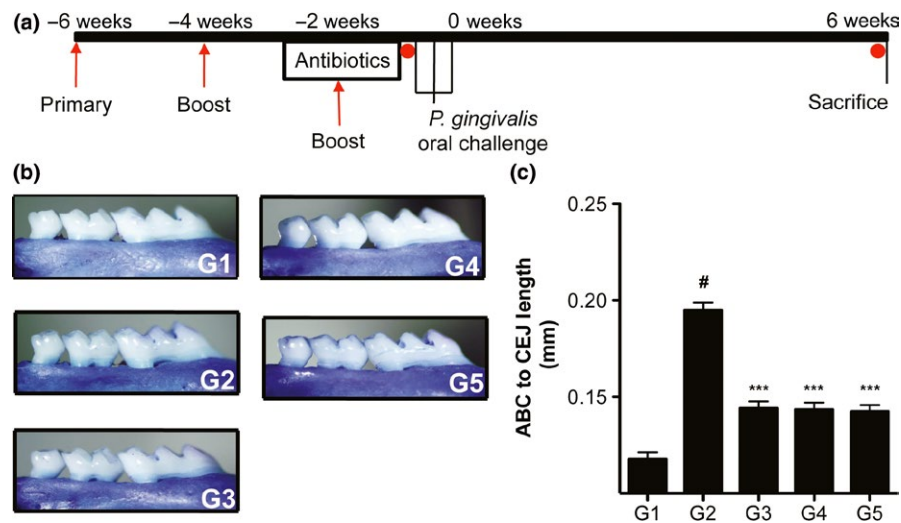 (a) −6 weeks −4 weeks −2 weeks 0 weeks 6 weeks
Antibiotics
Primary Boost Sacrifice
P. gingivalis
oral challenge
Boost
(b)
G1
G2
G3
G4
G5
(c)
ABC to CEJ length
(mm)
0.25
0.20
0.15
#
*** *** ***
G1 G2 G3 G4 G5